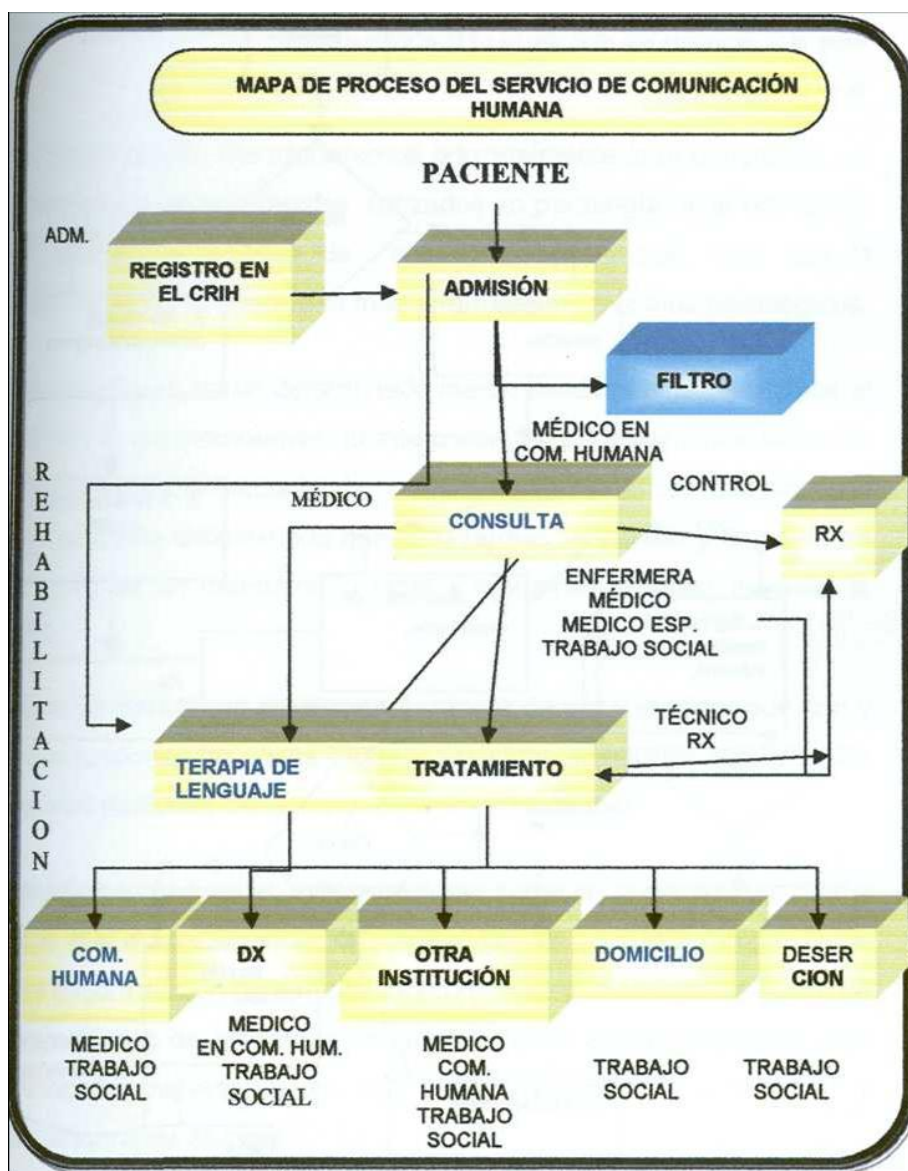 MAPA DE PROCESO DEL SERVICIO DE COMUNICACIÓN
HUMANA
PACIENTE
ADM.
REGISTRO EN
EL CRIH
ADMISIÓN
FILTRO
MÉDICO EN
COM. HUMANA
REHABILITACION
MÉDICO
CONSULTA
CONTROL
RX
ENFERMERA
MÉDICO
MEDICO ESP.
TRABAJO SOCIAL
TÉCNICO
RX
TERAPIA DE
LENGUAJE
TRATAMIENTO
COM.
HUMANA
DX
OTRA
INSTITUCIÓN
DOMICILIO
DESER
CION
MEDICO
TRABAJO
SOCIAL
MEDICO
EN COM. HUM.
TRABAJO
SOCIAL
MEDICO
COM.
HUMANA
TRABAJO
SOCIAL
TRABAJO
SOCIAL
TRABAJO
SOCIAL